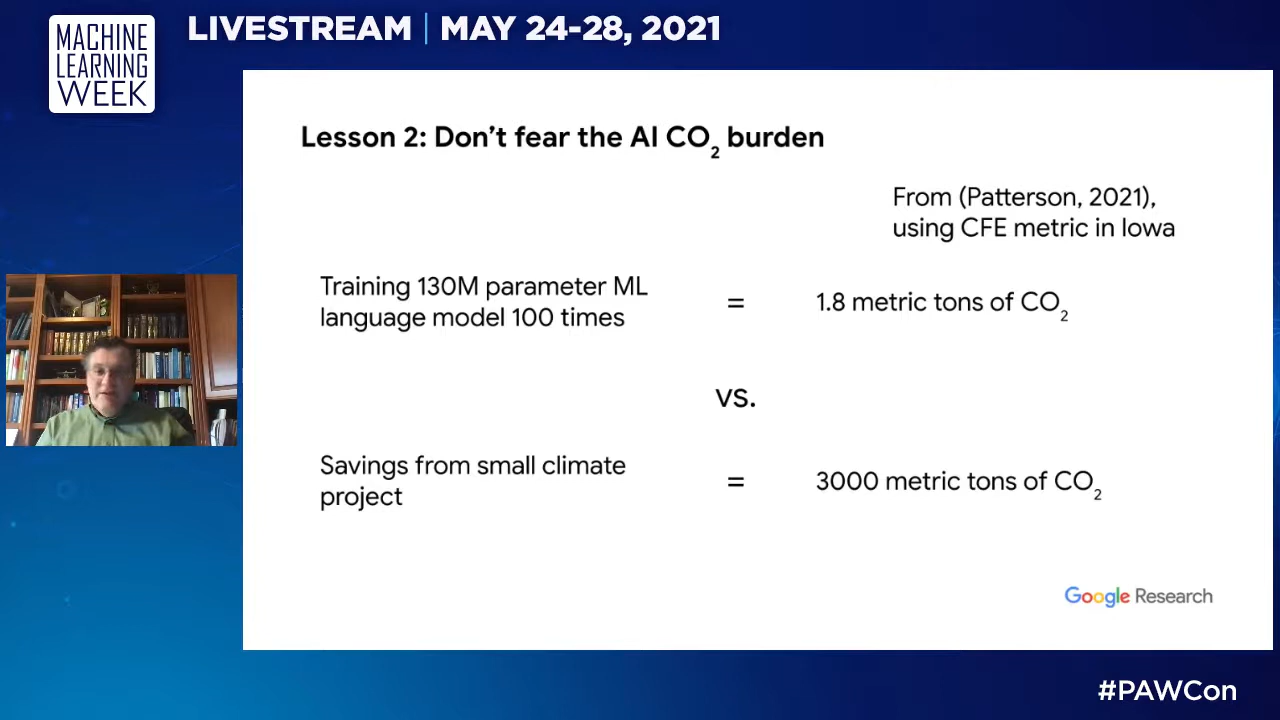 MACHINE
LEARNING
WEEK
LIVESTREAM | MAY 24-28, 2021
Lesson 2: Don’t fear the AI CO₂ burden
From (Patterson, 2021),
using CFE metric in Iowa
Training 130M parameter ML
language model 100 times
=
1.8 metric tons of CO₂
vs.
Savings from small climate
project
=
3000 metric tons of CO₂
Google Research
#PAWCon